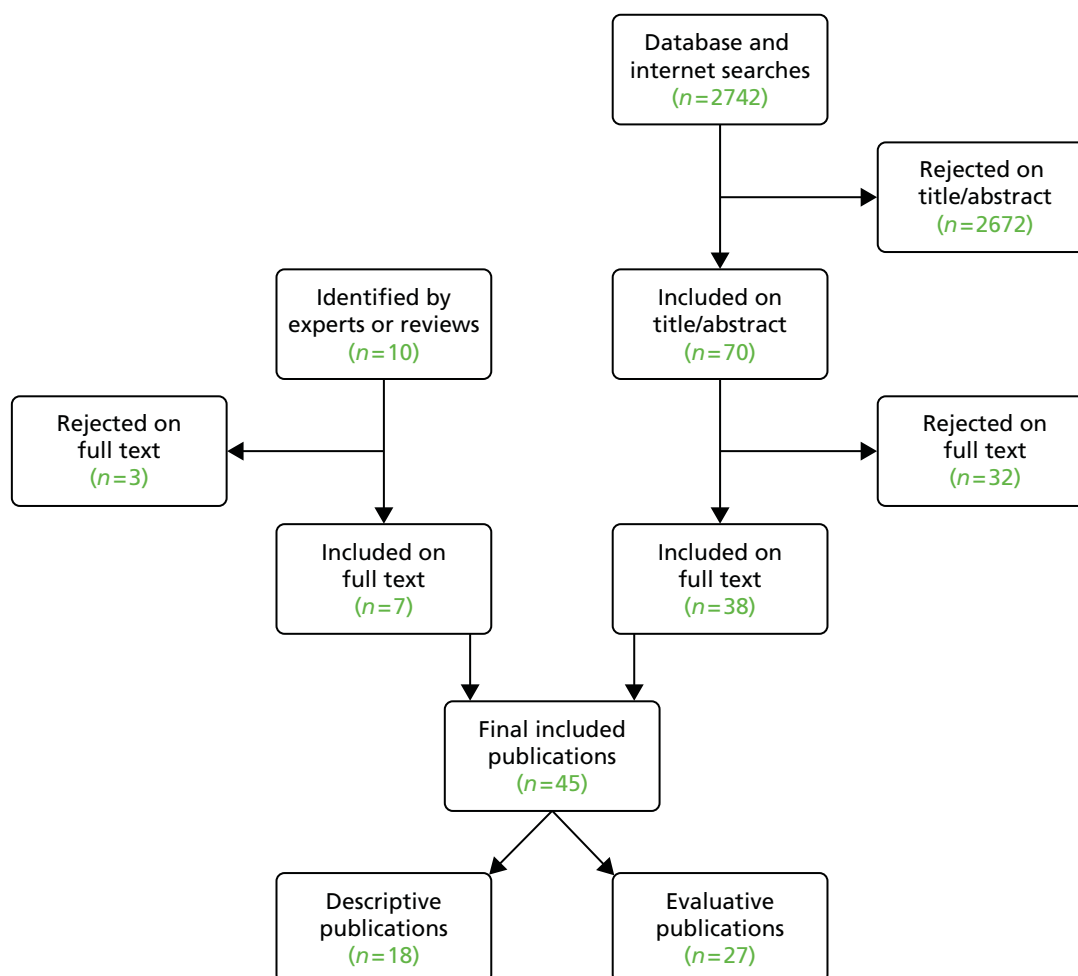 Database and
internet searches
(n=2742)
Rejected on
title/abstract
(n=2672)
Identified by
experts or reviews
(n=10)
Included on
title/abstract
(n=70)
Rejected on
full text
(n=3)
Rejected on
full text
(n=32)
Included on
full text
(n=7)
Included on
full text
(n=38)
Final included
publications
(n=45)
Descriptive
publications
(n=18)
Evaluative
publications
(n=27)